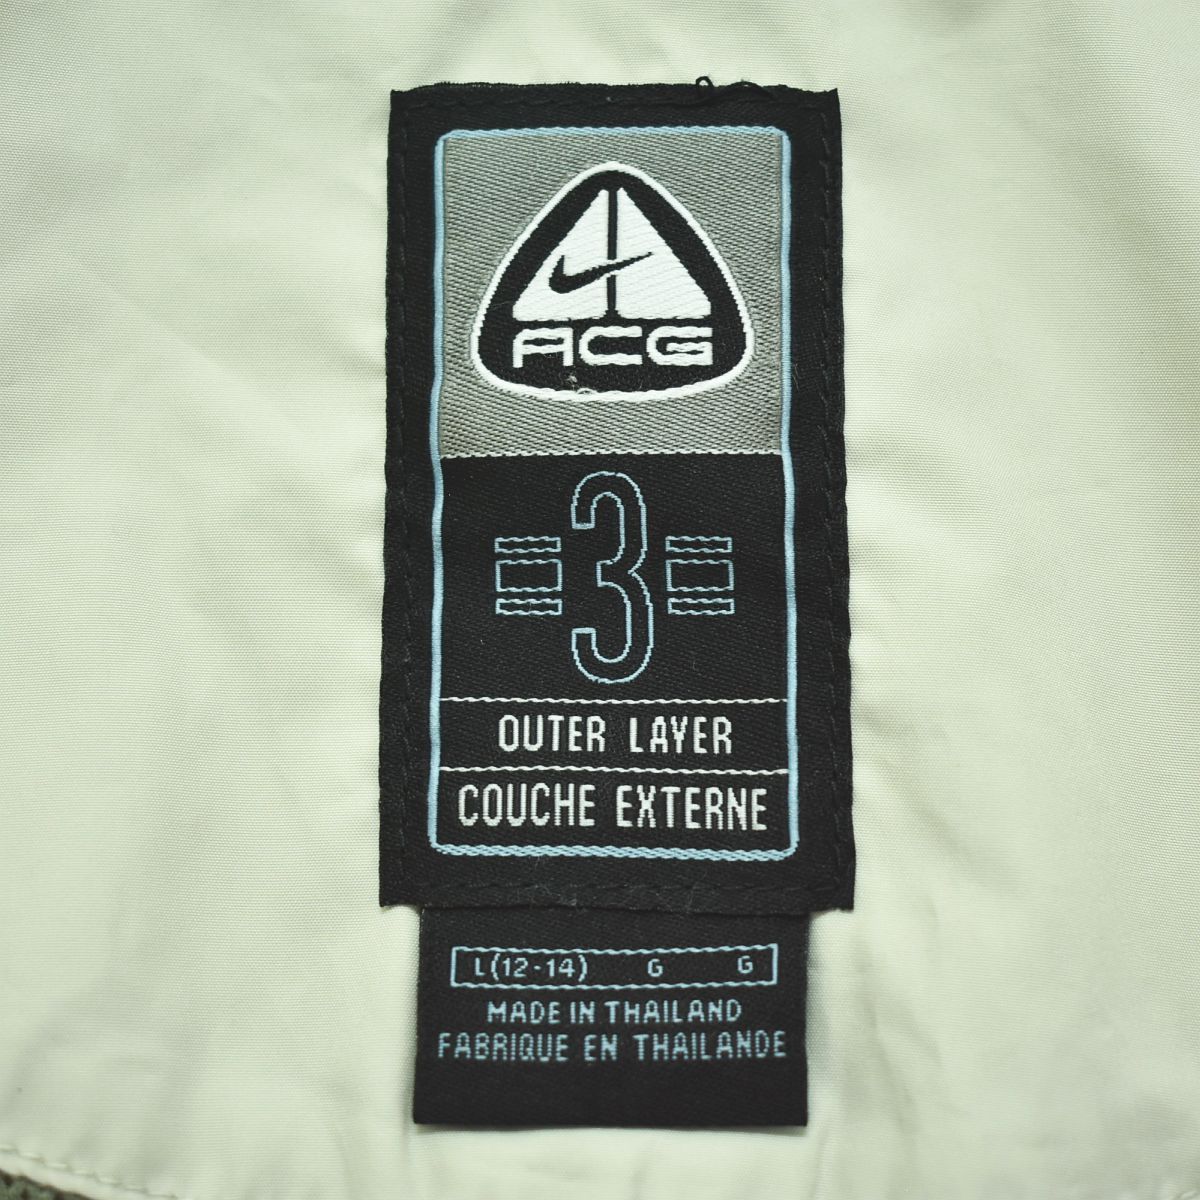 ACG
3
OUTER LAYER
COUCHE EXTERNE
L(12-14) G G
MADE IN THAILAND
FABRIQUE EN THAILANDE